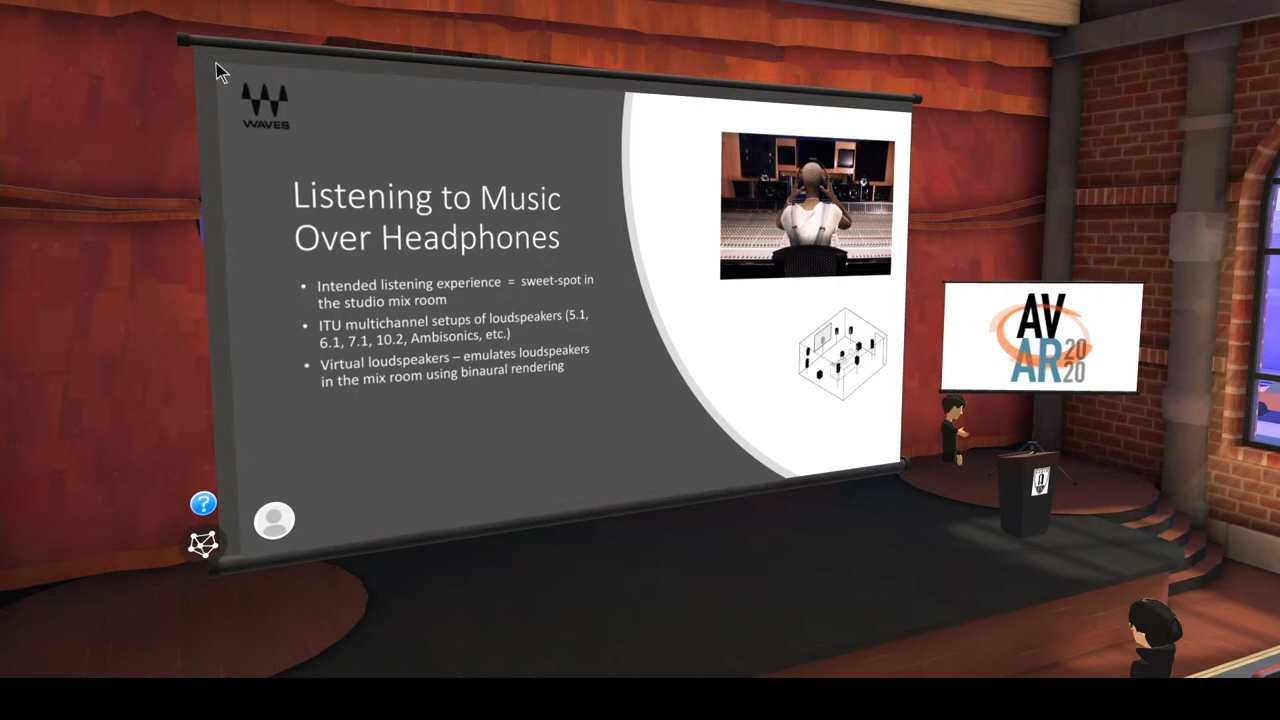 WAVES
Listening to Music
Over Headphones
• Intended listening experience = sweet-spot in
the studio mix room
• ITU multichannel setups of loudspeakers (5.1,
6.1, 7.1, 10.2, Ambisonics, etc.)
• Virtual loudspeakers – emulates loudspeakers
in the mix room using binaural rendering
AV
AR 20
20
?